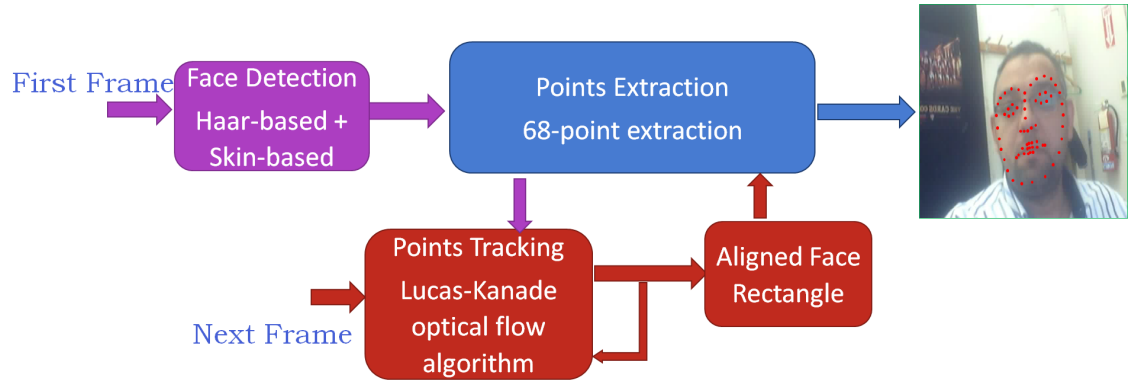 First Frame
Face Detection
Haar-based +
Skin-based
Points Extraction
68-point extraction
Points Tracking
Lucas-Kanade
optical flow
algorithm
Next Frame
Aligned Face
Rectangle